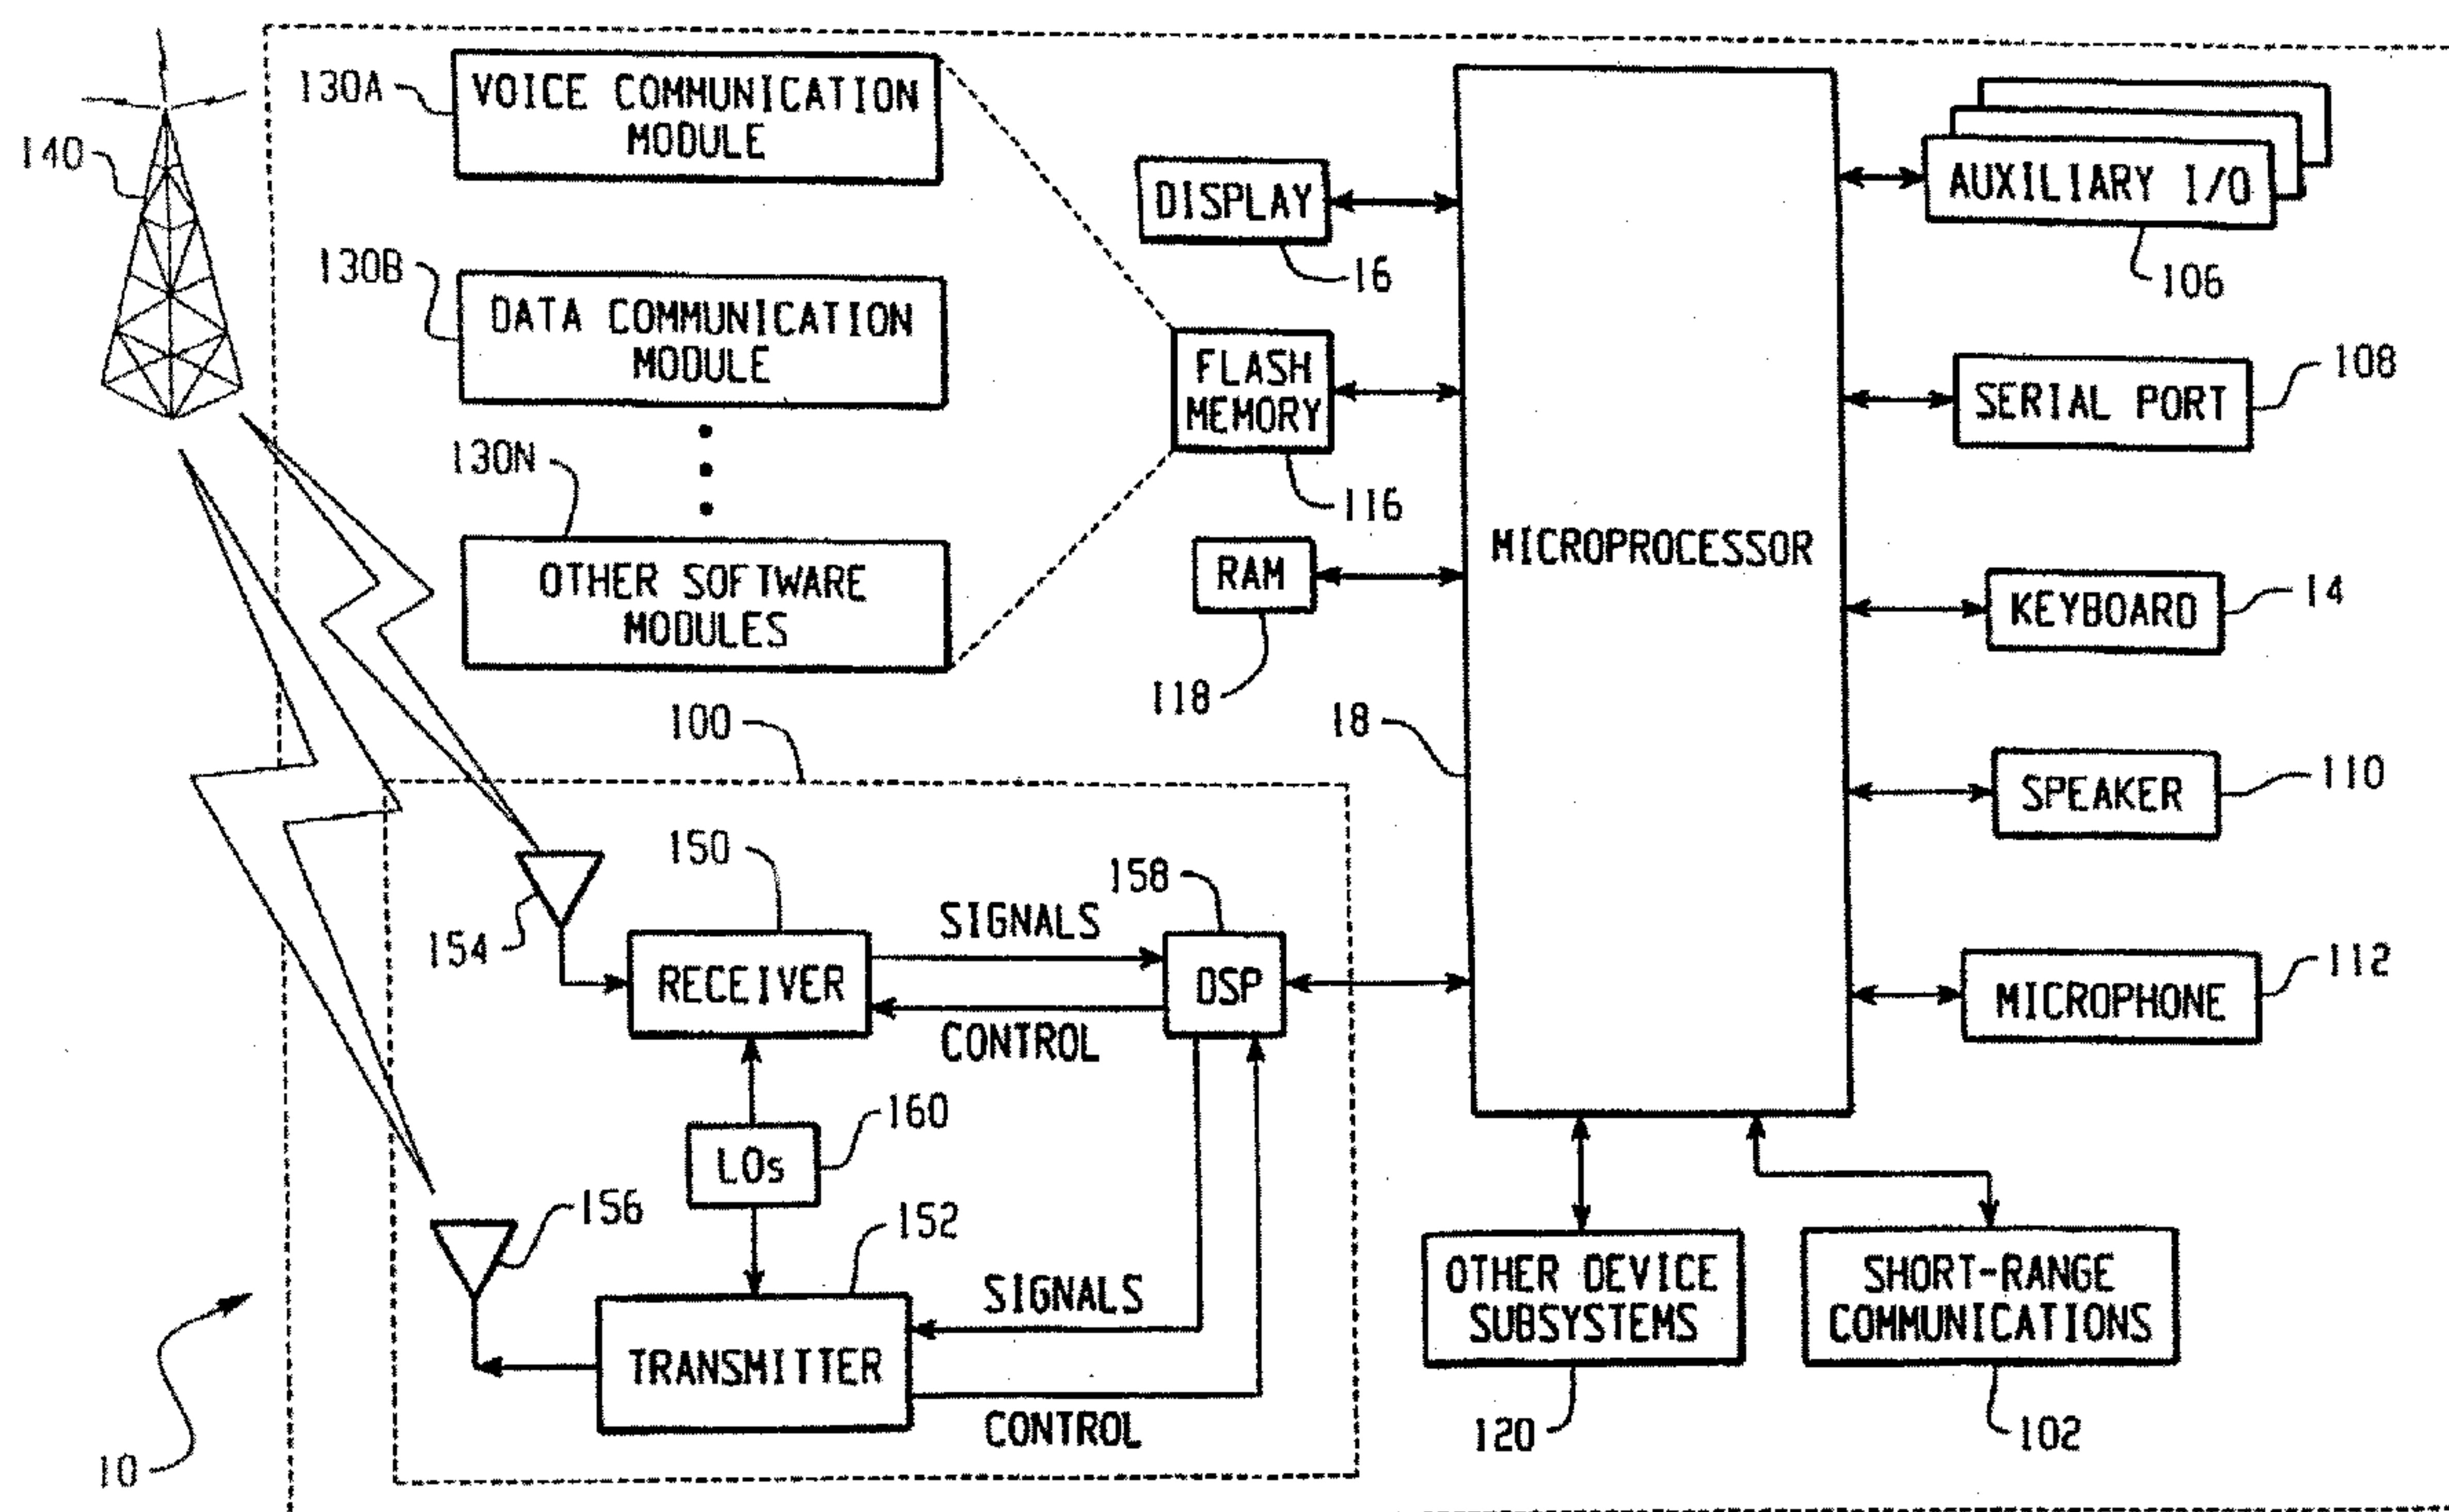 130A
VOICE COMMUNICATION
MODULE
140
DISPLAY
16
AUXILIARY I/O
106
130B
DATA COMMUNICATION
MODULE
FLASH
MEMORY
116
SERIAL PORT
108
130N
OTHER SOFTWARE
MODULES
RAM
118
MICROPROCESSOR
18
KEYBOARD
14
100
SPEAKER
110
150
158
154
RECEIVER
SIGNALS
CONTROL
DSP
MICROPHONE
112
LOs
160
156
152
TRANSMITTER
SIGNALS
CONTROL
OTHER DEVICE
SUBSYSTEMS
120
SHORT-RANGE
COMMUNICATIONS
102
10